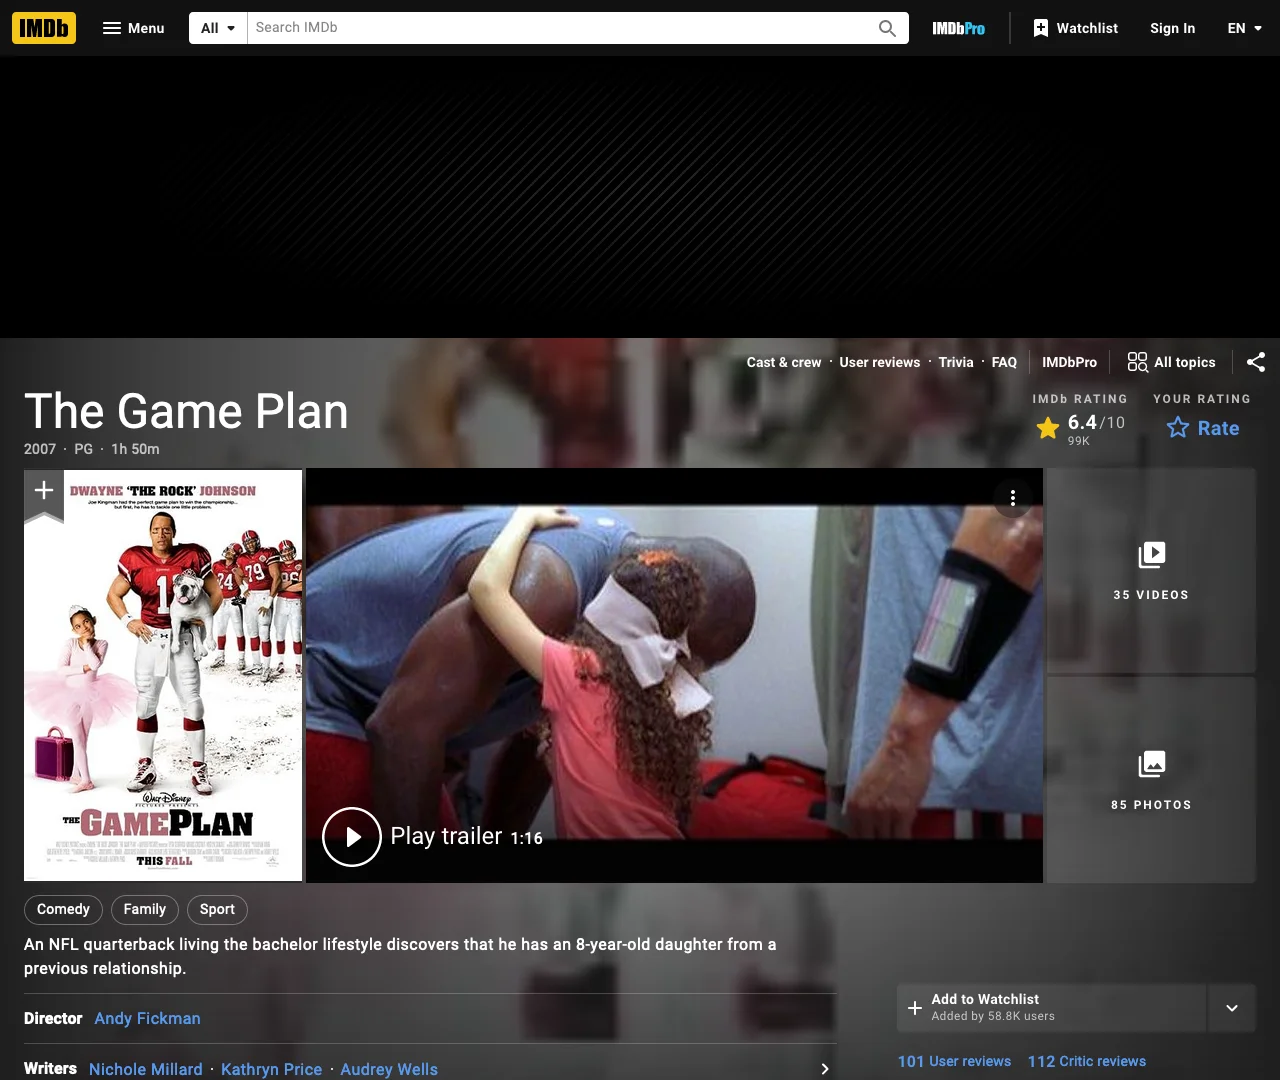 IMDb
Menu
All
Search IMDb
IMDbPro
Watchlist
Sign In
EN
Cast & crew · User reviews · Trivia · FAQ
IMDbPro
All topics
The Game Plan
2007 · PG · 1h 50m
IMDb RATING
6.4/10
99K
YOUR RATING
Rate
DWAYNE 'THE ROCK' JOHNSON
Joe Kingman had the perfect game plan to win the championship...
but first, he has to tackle one little problem.
24
79
1
WALT DISNEY
PICTURES PRESENTS
THE GAME PLAN
THIS FALL
Play trailer 1:16
35 VIDEOS
85 PHOTOS
Comedy
Family
Sport
An NFL quarterback living the bachelor lifestyle discovers that he has an 8-year-old daughter from a
previous relationship.
Director Andy Fickman
Writers Nichole Millard · Kathryn Price · Audrey Wells
Add to Watchlist
Added by 58.8K users
101 User reviews
112 Critic reviews